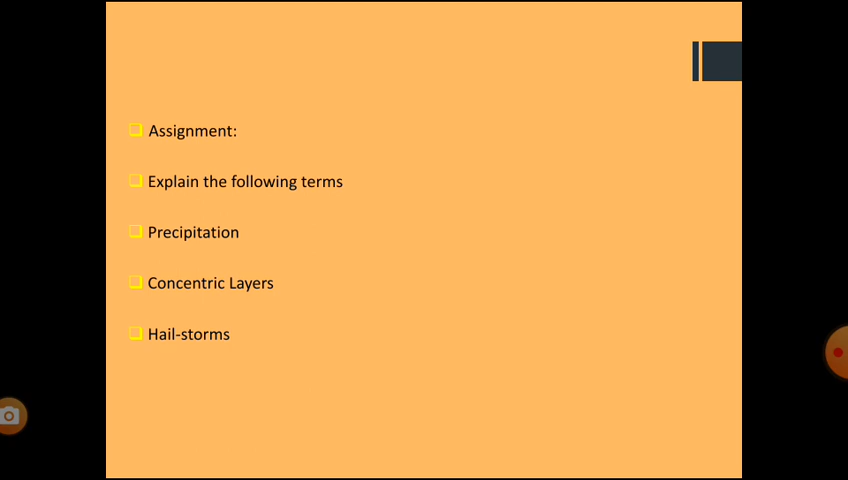 Assignment:
Explain the following terms
Precipitation
Concentric Layers
Hail-storms